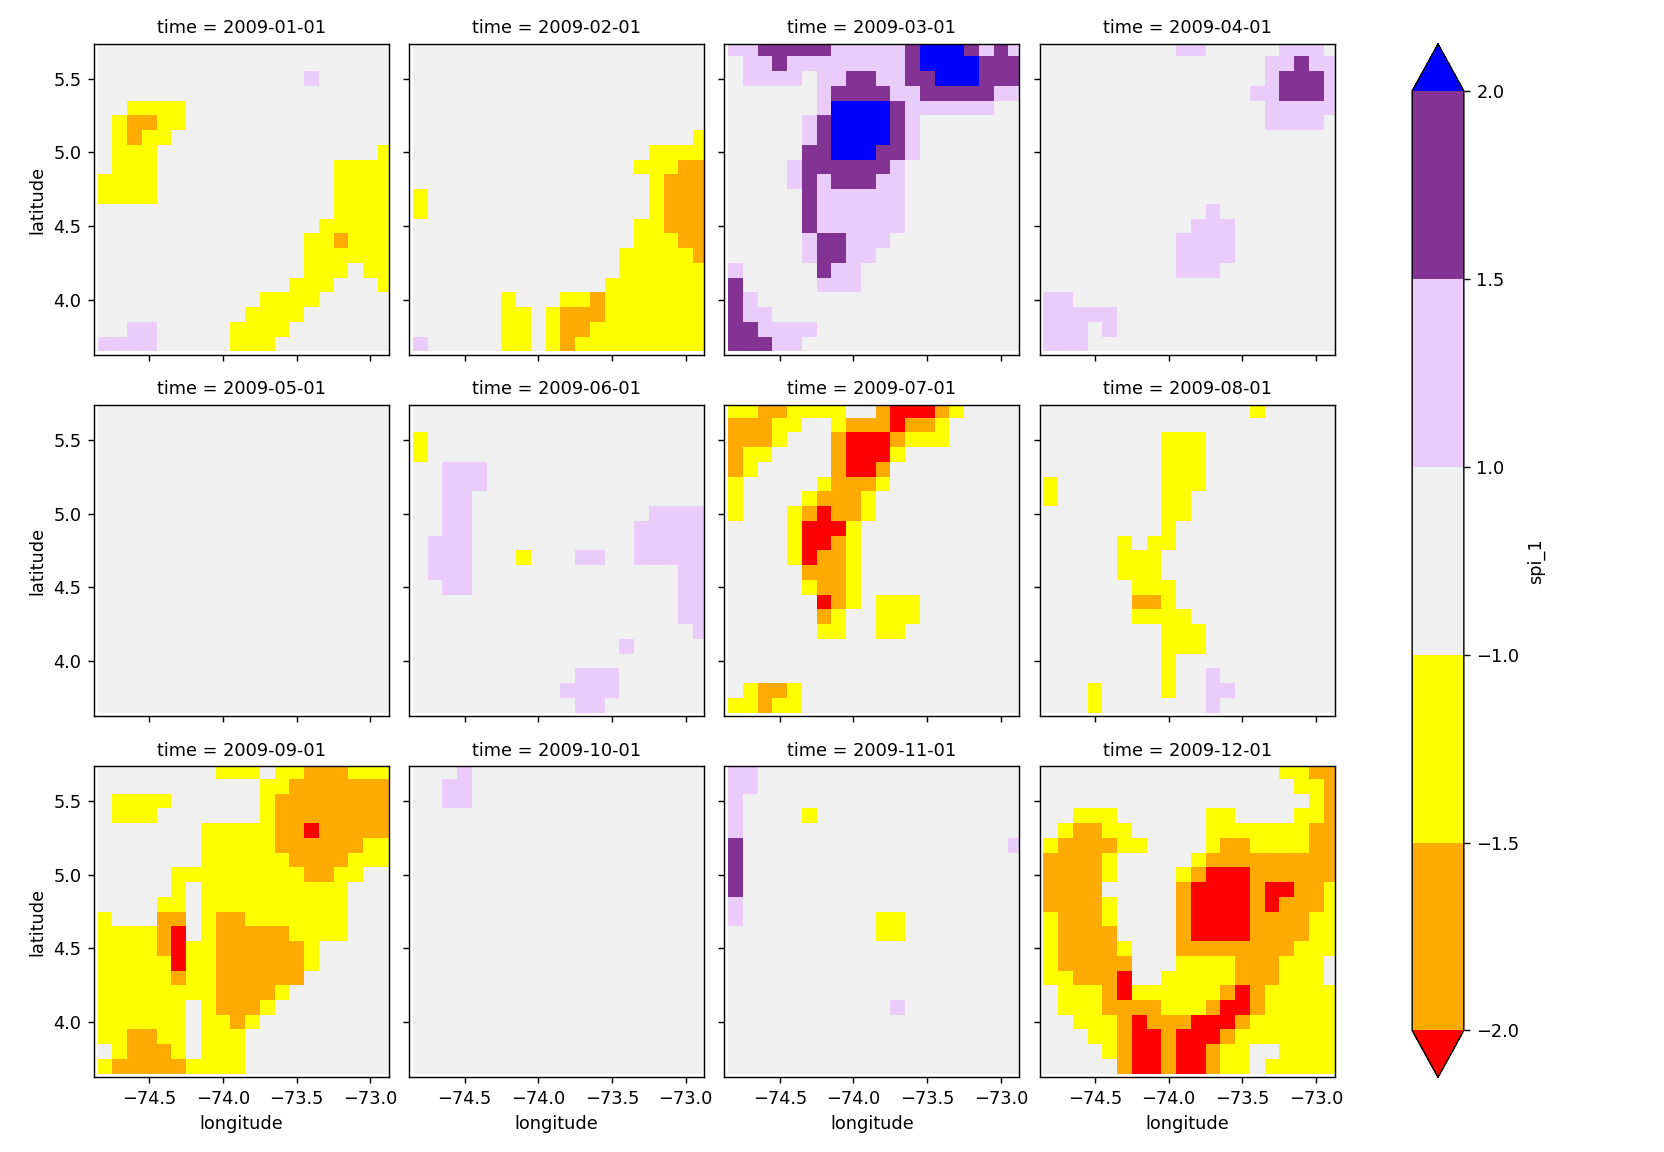 time = 2009-01-01
time = 2009-02-01
time = 2009-03-01
time = 2009-04-01
5.5
5.0
4.5
4.0
latitude
time = 2009-05-01
time = 2009-06-01
time = 2009-07-01
time = 2009-08-01
5.5
5.0
4.5
4.0
latitude
time = 2009-09-01
time = 2009-10-01
time = 2009-11-01
time = 2009-12-01
5.5
5.0
4.5
4.0
latitude
−74.5 −74.0 −73.5 −73.0
longitude
−74.5 −74.0 −73.5 −73.0
longitude
−74.5 −74.0 −73.5 −73.0
longitude
−74.5 −74.0 −73.5 −73.0
longitude
2.0
1.5
1.0
−1.0
−1.5
−2.0
spi_1